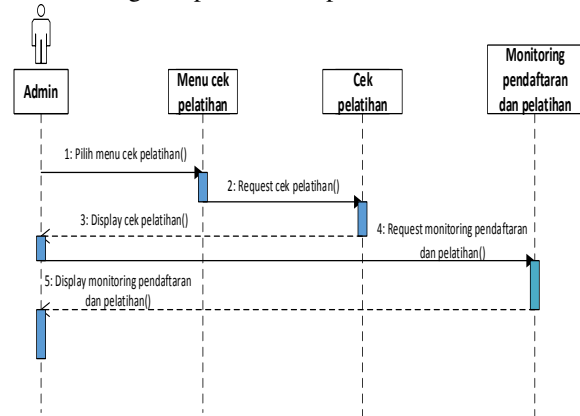 Admin
Menu cek
pelatihan
Cek
pelatihan
Monitoring
pendaftaran
dan pelatihan
1: Pilih menu cek pelatihan()
2: Request cek pelatihan()
3: Display cek pelatihan()
4: Request monitoring pendaftaran
dan pelatihan()
5: Display monitoring pendaftaran
dan pelatihan()